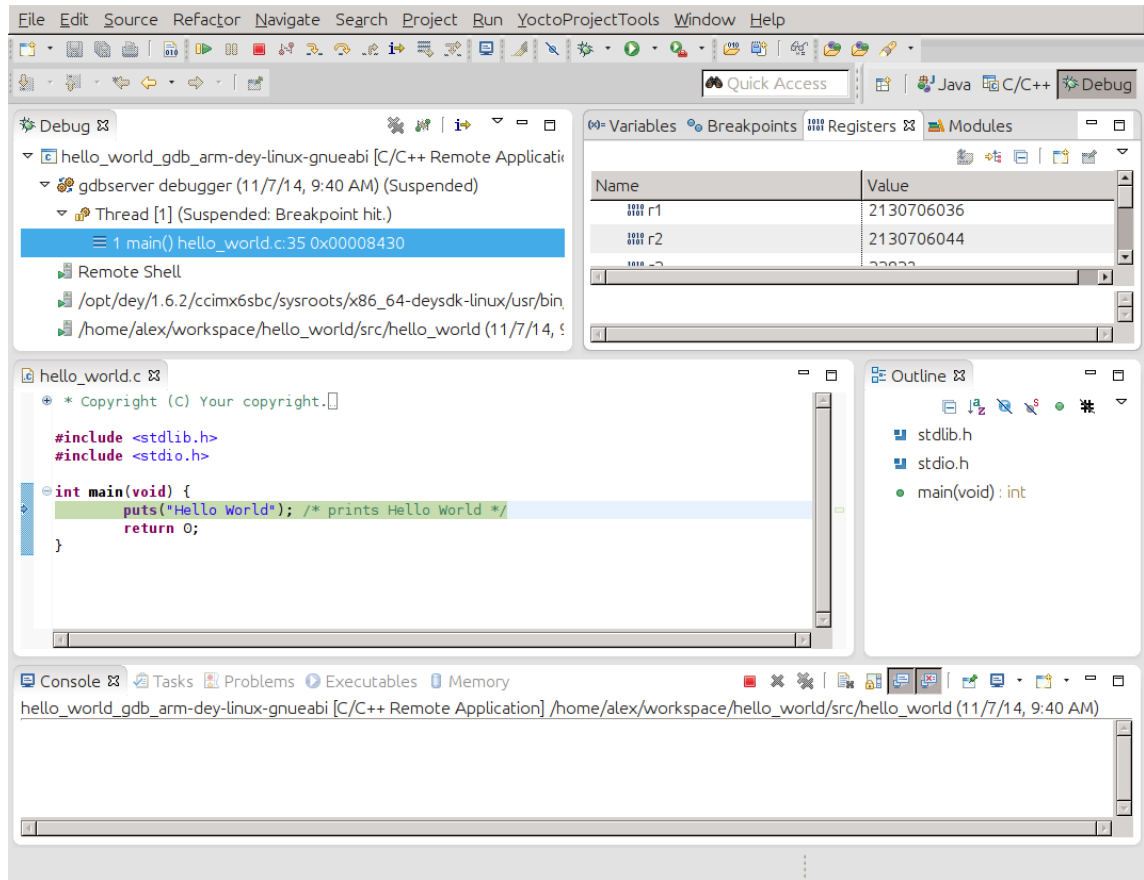 File Edit Source Refactor Navigate Search Project Run YoctoProjectTools Window Help
Quick Access Java C/C++ Debug
Debug
hello_world_gdb_arm-dey-linux-gnueabi [C/C++ Remote Applicatic
gdbserver debugger (11/7/14, 9:40 AM) (Suspended)
Thread [1] (Suspended: Breakpoint hit.)
1 main() hello_world.c:35 0x00008430
Remote Shell
/opt/dey/1.6.2/ccimx6sbc/sysroots/x86_64-deysdk-linux/usr/bin
/home/alex/workspace/hello_world/src/hello_world (11/7/14, 9
(x)= Variables Breakpoints Registers Modules
Name Value
r1 2130706036
r2 2130706044
hello_world.c
* Copyright (C) Your copyright.
#include <stdlib.h>
#include <stdio.h>
int main(void) {
puts("Hello World"); /* prints Hello World */
return 0;
}
Outline
stdlib.h
stdio.h
main(void) : int
Console Tasks Problems Executables Memory
hello_world_gdb_arm-dey-linux-gnueabi [C/C++ Remote Application] /home/alex/workspace/hello_world/src/hello_world (11/7/14, 9:40 AM)